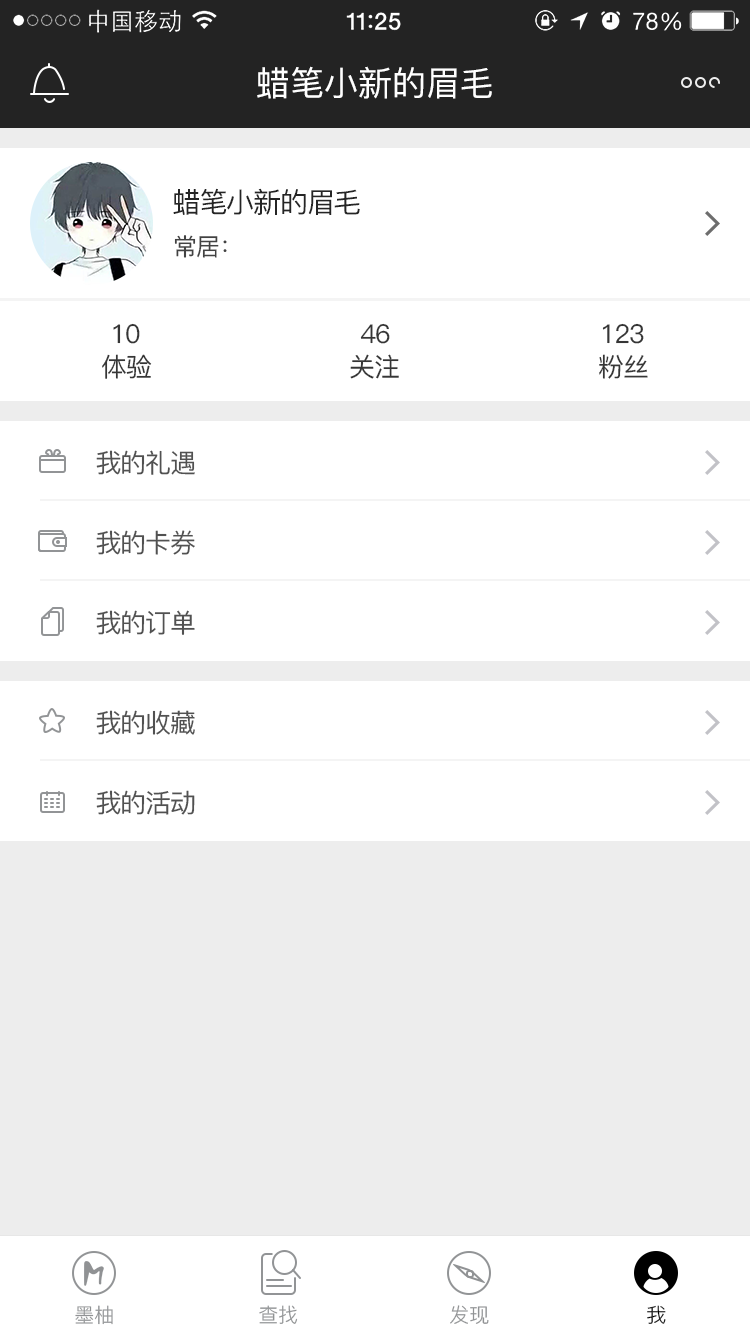 中国移动 11:25 78%
蜡笔小新的眉毛
蜡笔小新的眉毛
常居：
10 46 123
体验 关注 粉丝
我的礼遇
我的卡券
我的订单
我的收藏
我的活动
墨柚 查找 发现 我